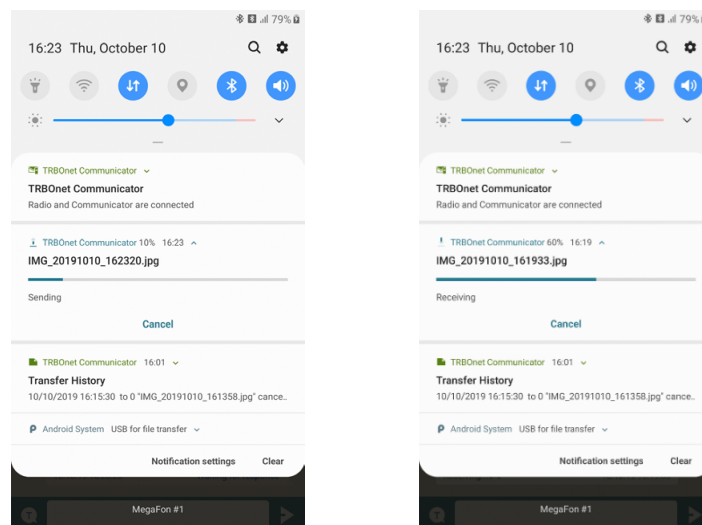 79%
16:23 Thu, October 10
TRBOnet Communicator
TRBOnet Communicator
Radio and Communicator are connected
TRBOnet Communicator 10% 16:23
IMG_20191010_162320.jpg
Sending
Cancel
TRBOnet Communicator 16:01
Transfer History
10/10/2019 16:15:30 to 0 "IMG_20191010_161358.jpg" cance..
Android System USB for file transfer
Notification settings Clear
MegaFon #1
79%
16:23 Thu, October 10
TRBOnet Communicator
TRBOnet Communicator
Radio and Communicator are connected
TRBOnet Communicator 60% 16:19
IMG_20191010_161933.jpg
Receiving
Cancel
TRBOnet Communicator 16:01
Transfer History
10/10/2019 16:15:30 to 0 "IMG_20191010_161358.jpg" cance..
Android System USB for file transfer
Notification settings Clear
MegaFon #1